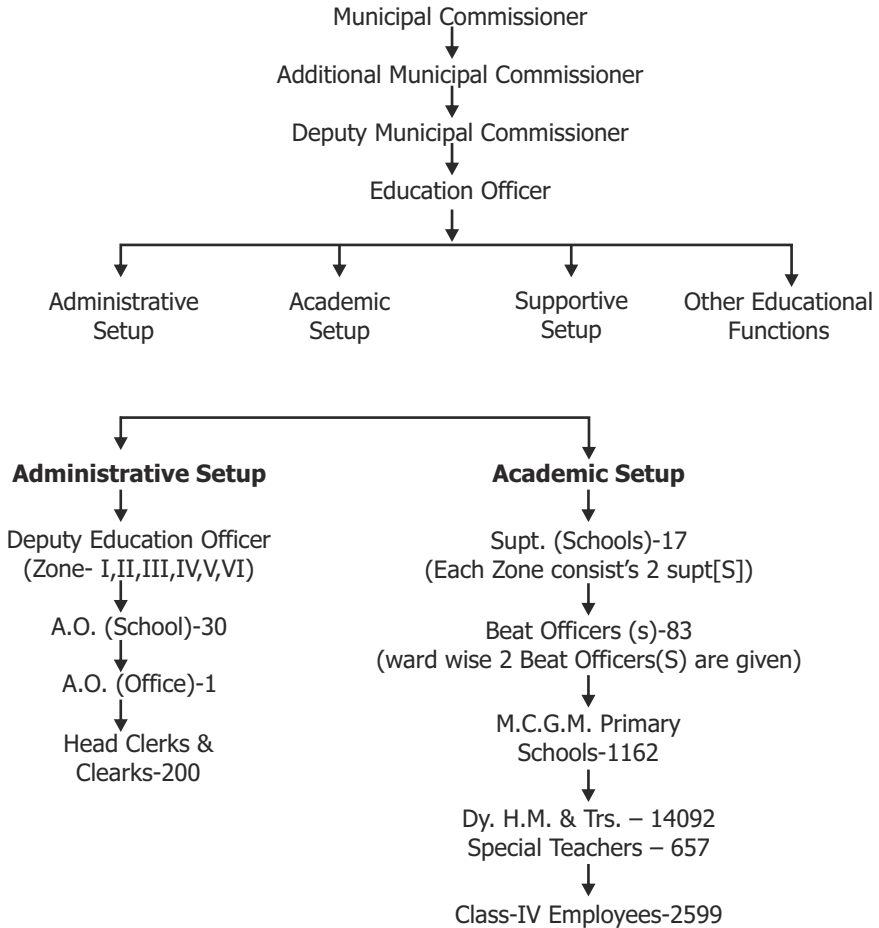 Municipal Commissioner
Additional Municipal Commissioner
Deputy Municipal Commissioner
Education Officer
Administrative
Setup
Academic
Setup
Supportive
Setup
Other Educational
Functions
Administrative Setup
Deputy Education Officer
(Zone- I,II,III,IV,V,VI)
A.O. (School)-30
A.O. (Office)-1
Head Clerks &
Clearks-200
Academic Setup
Supt. (Schools)-17
(Each Zone consist's 2 supt[S])
Beat Officers (s)-83
(ward wise 2 Beat Officers(S) are given)
M.C.G.M. Primary
Schools-1162
Dy. H.M. & Trs. – 14092
Special Teachers – 657
Class-IV Employees-2599